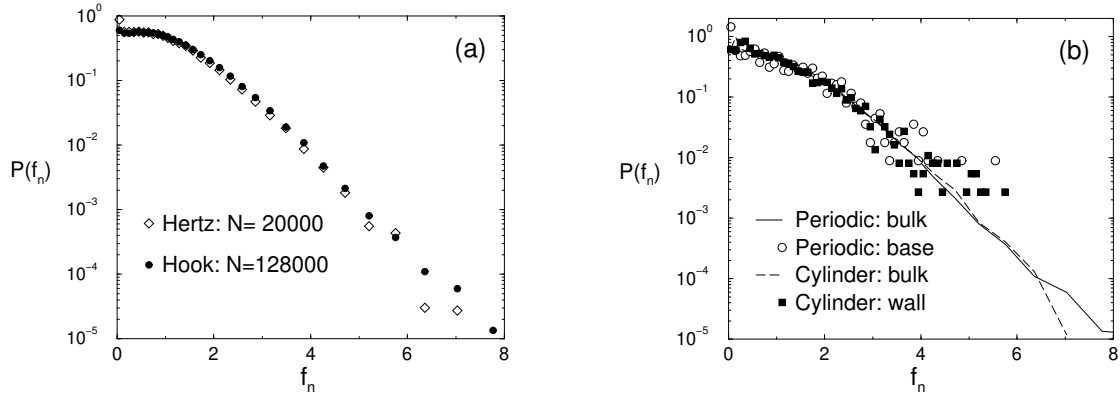 (a)
10^0
10^-1
10^-2
10^-3
10^-4
10^-5
P(f_n)
Hertz: N= 20000
Hook: N=128000
0 2 4 6 8
f_n
(b)
10^0
10^-1
10^-2
10^-3
10^-4
10^-5
P(f_n)
Periodic: bulk
Periodic: base
Cylinder: bulk
Cylinder: wall
0 2 4 6 8
f_n